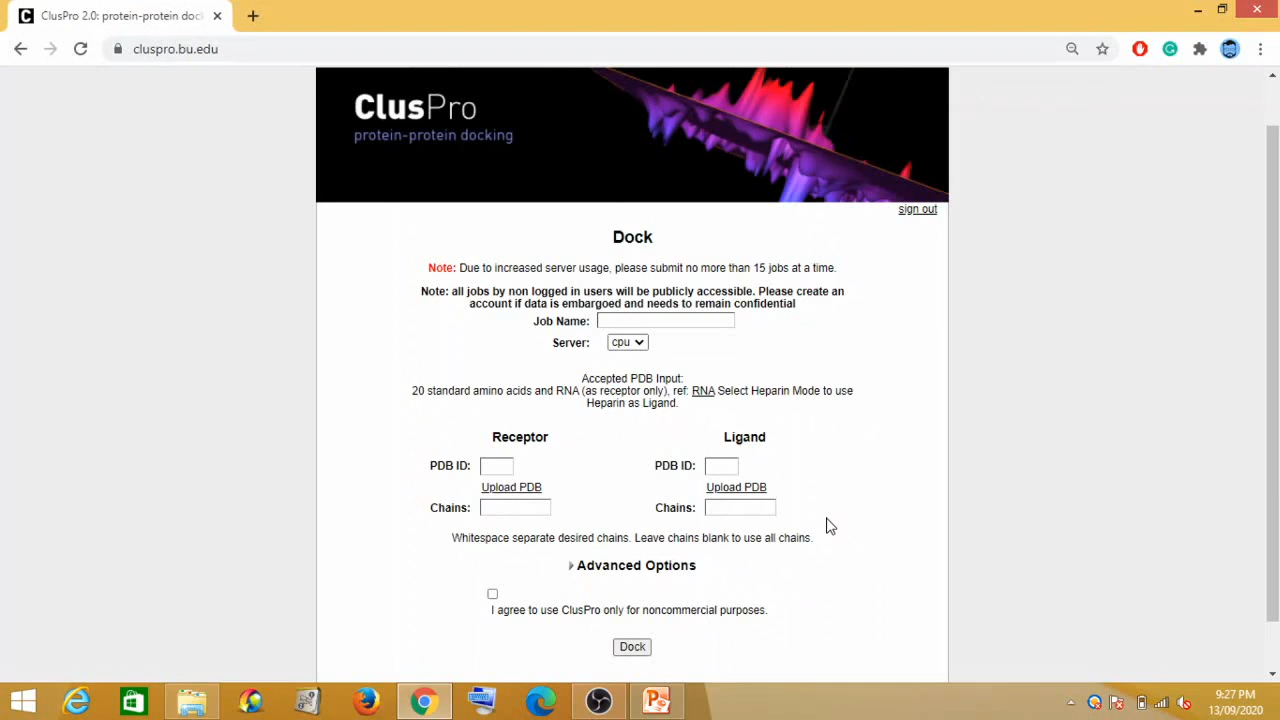 ClusPro 2.0: protein-protein doc
cluspro.bu.edu
ClusPro
protein-protein docking
sign out
Dock
Note: Due to increased server usage, please submit no more than 15 jobs at a time.
Note: all jobs by non logged in users will be publicly accessible. Please create an
account if data is embargoed and needs to remain confidential
Job Name:
Server: cpu
Accepted PDB Input:
20 standard amino acids and RNA (as receptor only), ref: RNA Select Heparin Mode to use
Heparin as Ligand.
Receptor Ligand
PDB ID: PDB ID:
Upload PDB Upload PDB
Chains: Chains:
Whitespace separate desired chains. Leave chains blank to use all chains.
Advanced Options
I agree to use ClusPro only for noncommercial purposes.
Dock
9:27 PM
13/09/2020